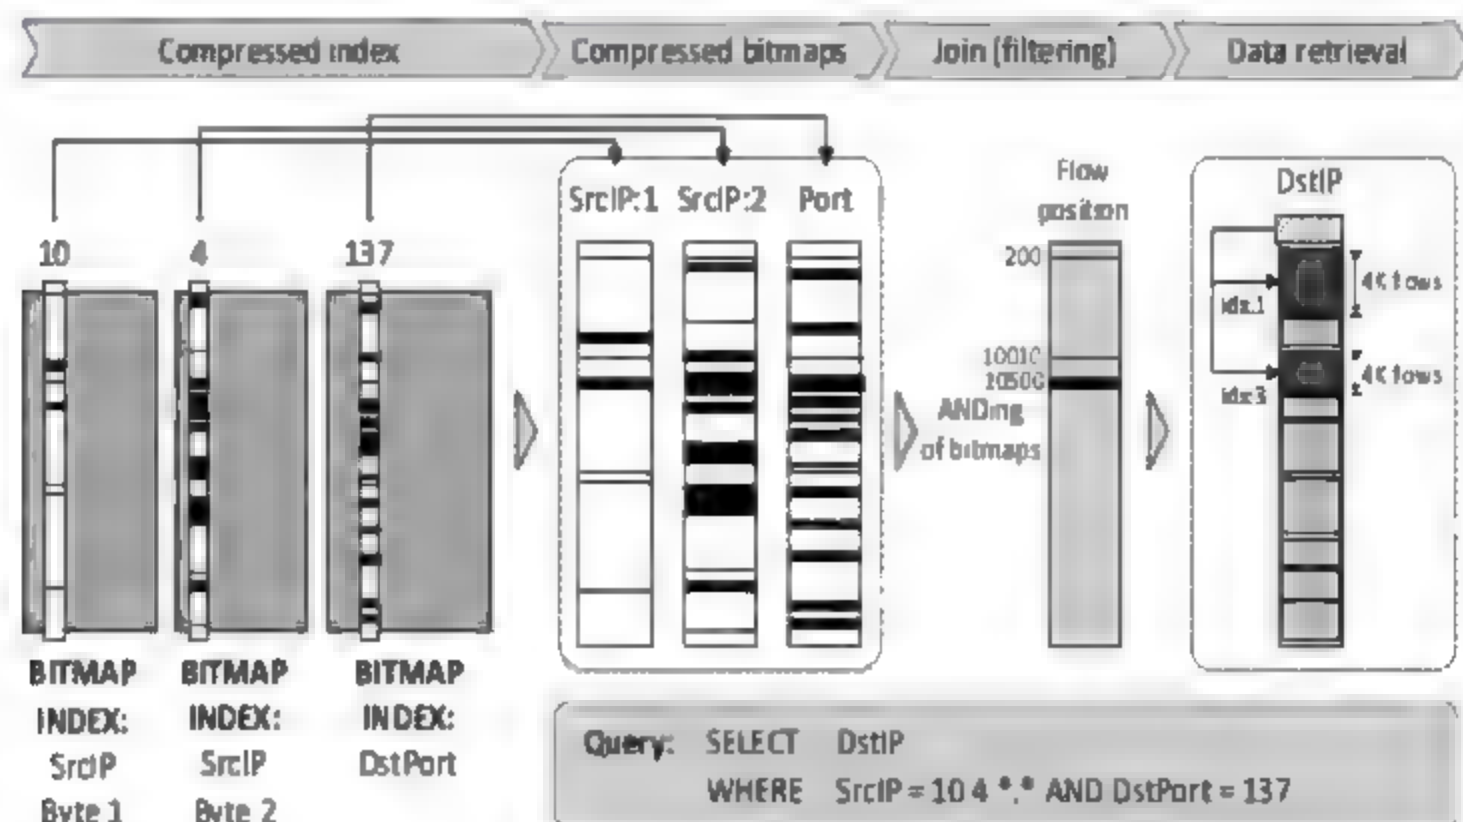 Compressed index
Compressed bitmaps
Join (filtering)
Data retrieval
SrcIP:1
SrcIP:2
Port
Flow
position
DstIP
10
4
137
200
4K flows
idx:1
10010
10500
4K flows
idx:3
ANDing
of bitmaps
BITMAP
INDEX:
SrcIP
Byte 1
BITMAP
INDEX:
SrcIP
Byte 2
BITMAP
INDEX:
DstPort
Query: SELECT DstIP
WHERE SrcIP = 10.4.*.* AND DstPort = 137